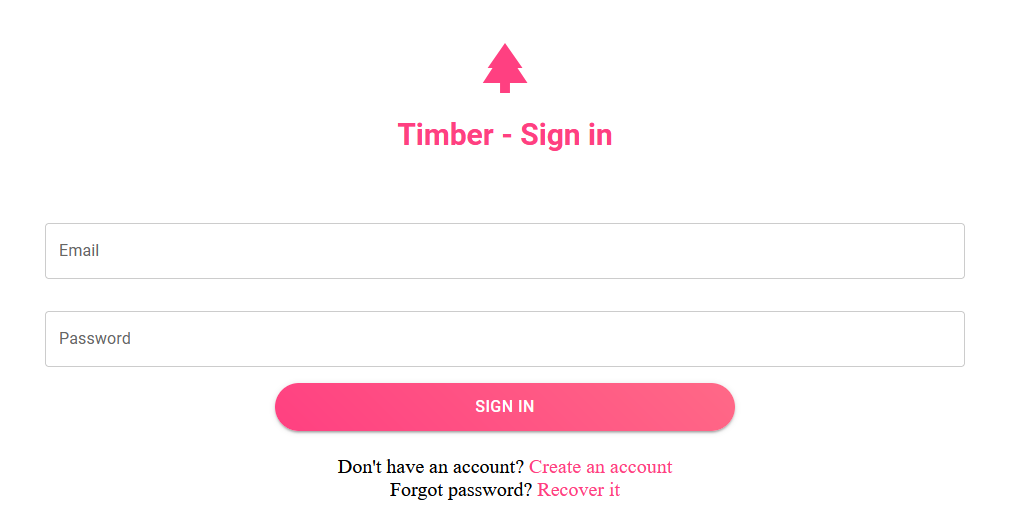 Timber - Sign in
Email
Password
SIGN IN
Don't have an account? Create an account
Forgot password? Recover it